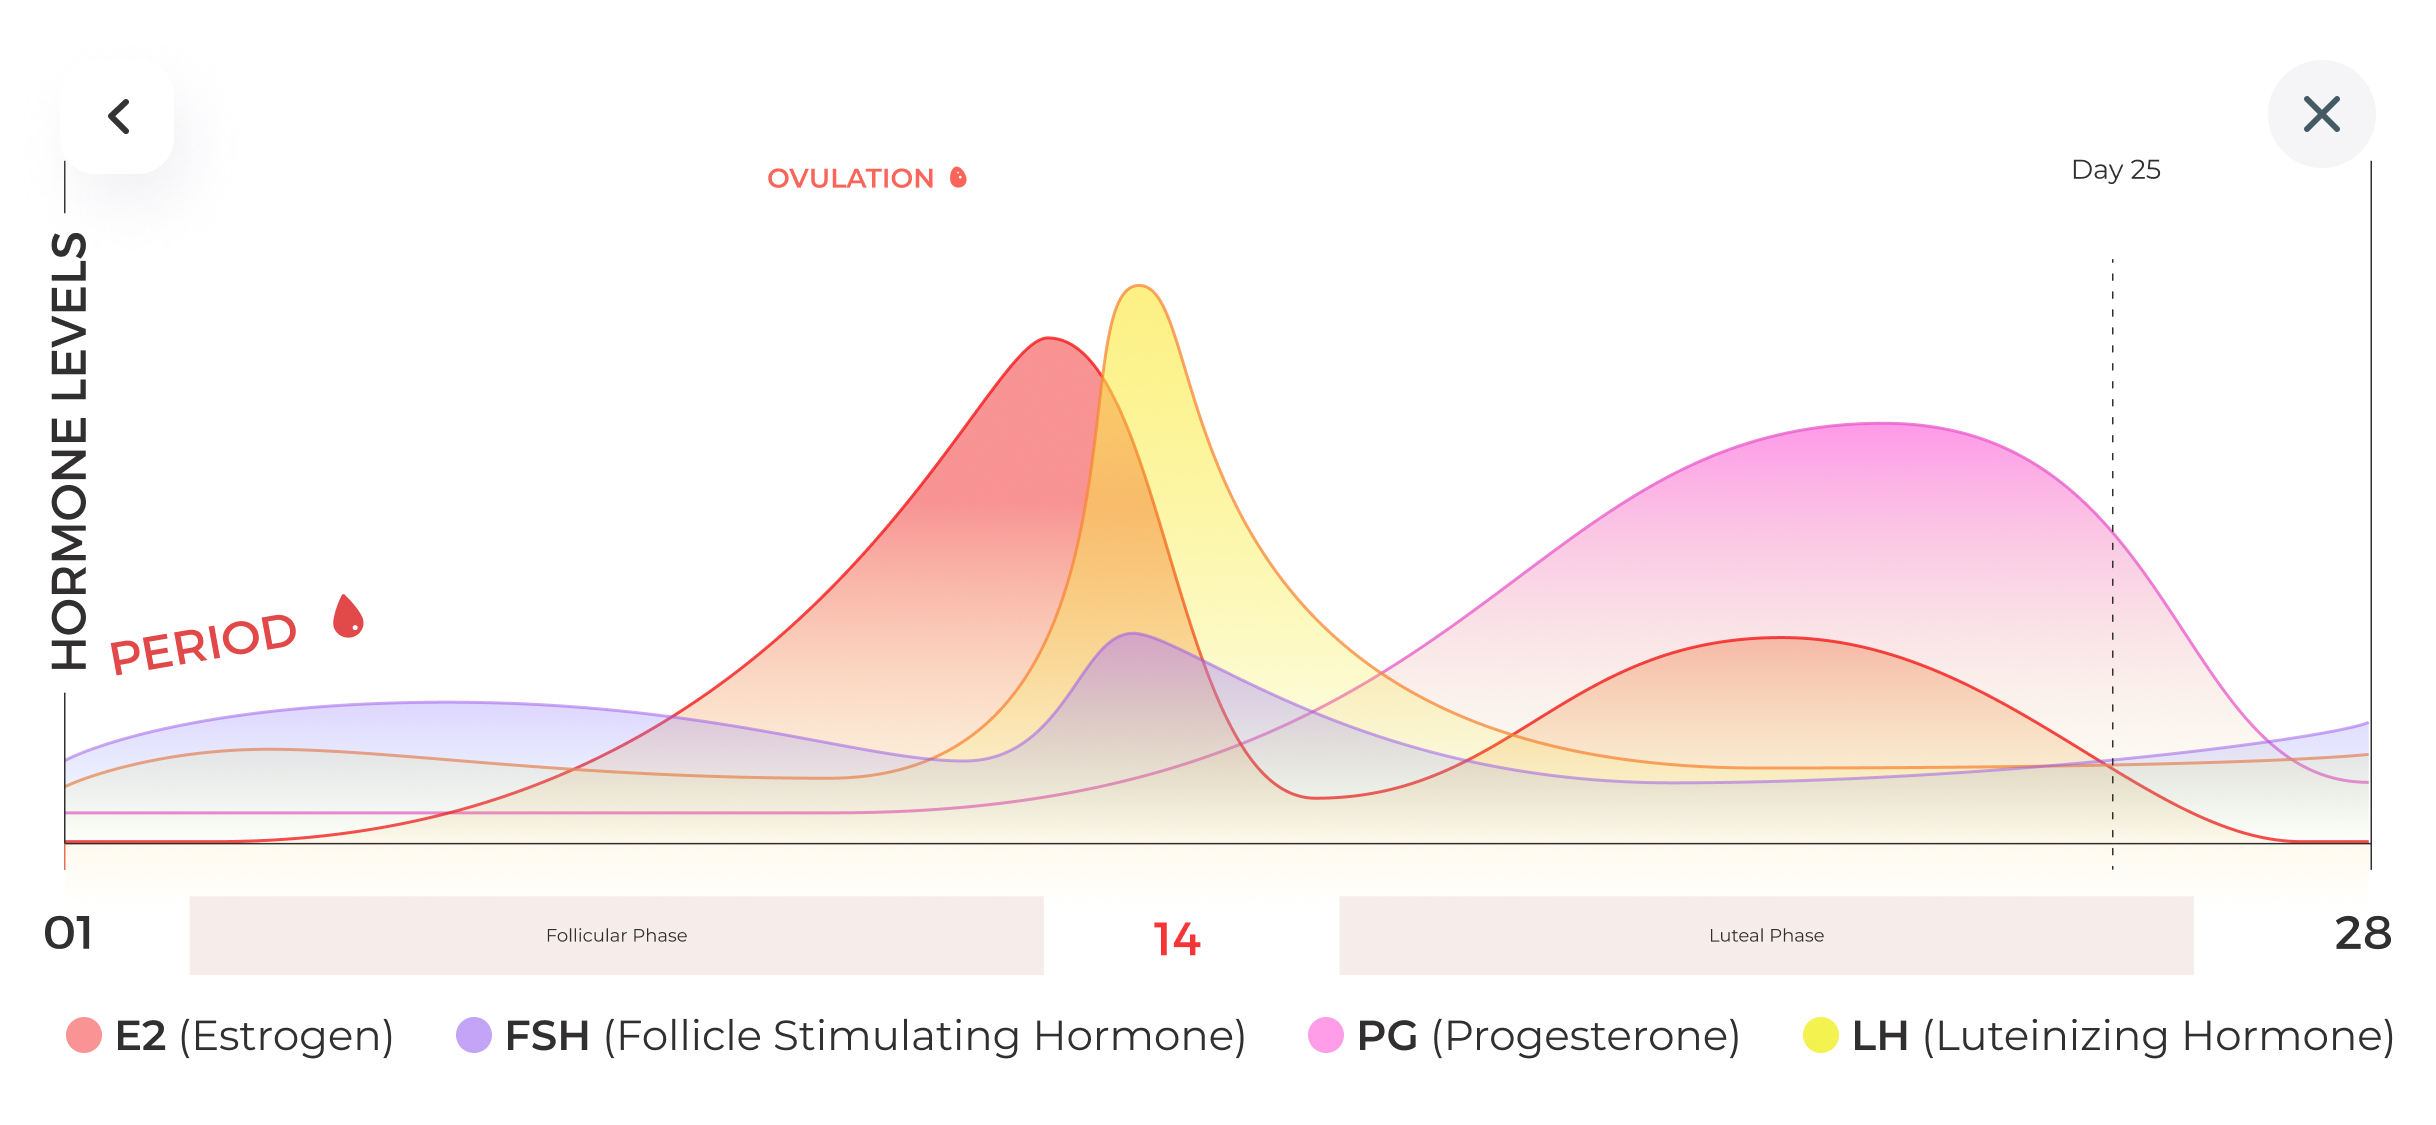 OVULATION
Day 25
HORMONE LEVELS
PERIOD
01
Follicular Phase
14
Luteal Phase
28
E2 (Estrogen)
FSH (Follicle Stimulating Hormone)
PG (Progesterone)
LH (Luteinizing Hormone)